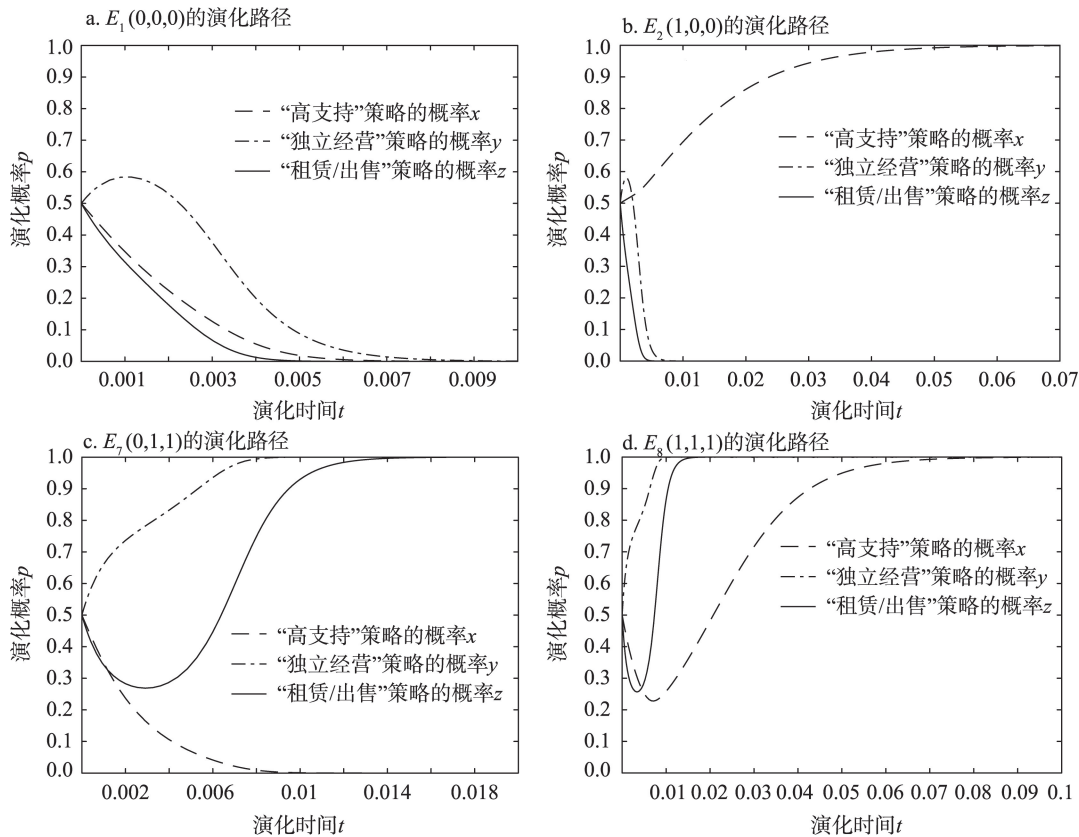 a. E₁(0,0,0)的演化路径
演化概率p
1.0
0.9
0.8
0.7
0.6
0.5
0.4
0.3
0.2
0.1
0.0
“高支持”策略的概率x
“独立经营”策略的概率y
“租赁/出售”策略的概率z
0.001 0.003 0.005 0.007 0.009
演化时间t
b. E₂(1,0,0)的演化路径
演化概率p
1.0
0.9
0.8
0.7
0.6
0.5
0.4
0.3
0.2
0.1
0.0
“高支持”策略的概率x
“独立经营”策略的概率y
“租赁/出售”策略的概率z
0.01 0.02 0.03 0.04 0.05 0.06 0.07
演化时间t
c. E₇(0,1,1)的演化路径
演化概率p
1.0
0.9
0.8
0.7
0.6
0.5
0.4
0.3
0.2
0.1
0.0
“高支持”策略的概率x
“独立经营”策略的概率y
“租赁/出售”策略的概率z
0.002 0.006 0.01 0.014 0.018
演化时间t
d. E₈(1,1,1)的演化路径
演化概率p
1.0
0.9
0.8
0.7
0.6
0.5
0.4
0.3
0.2
0.1
0.0
“高支持”策略的概率x
“独立经营”策略的概率y
“租赁/出售”策略的概率z
0.01 0.02 0.03 0.04 0.05 0.06 0.07 0.08 0.09 0.1
演化时间t